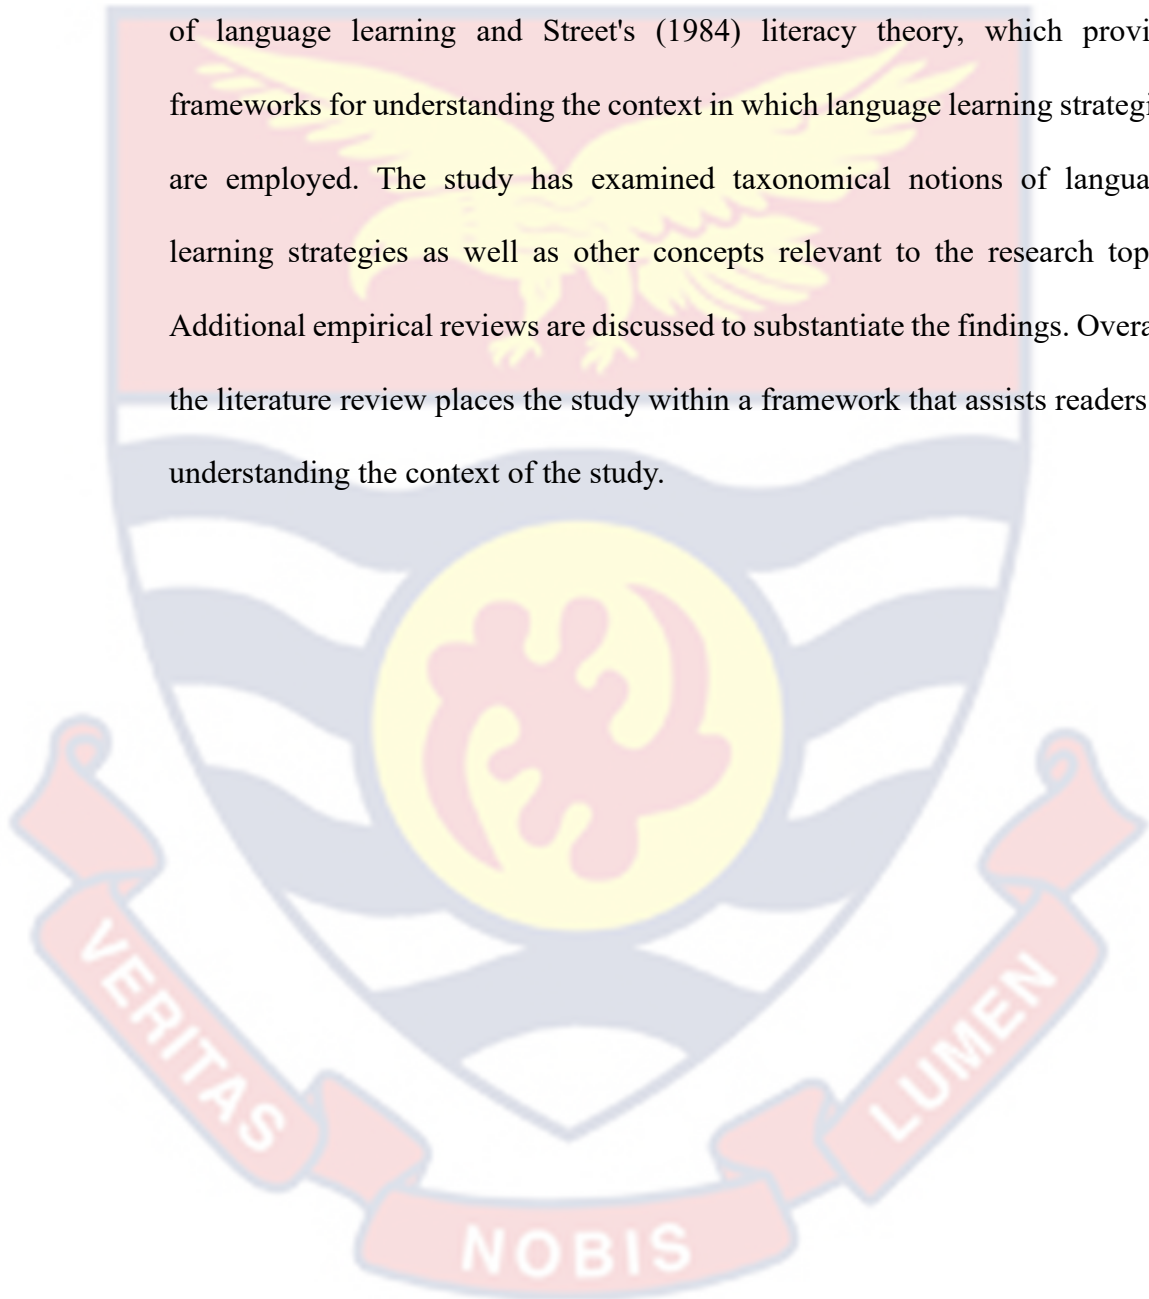 of language learning and Street's (1984) literacy theory, which provi
frameworks for understanding the context in which language learning strategi
are employed. The study has examined taxonomical notions of langua
learning strategies as well as other concepts relevant to the research top
Additional empirical reviews are discussed to substantiate the findings. Overa
the literature review places the study within a framework that assists readers
understanding the context of the study.
VERITAS
NOBIS
LUMEN